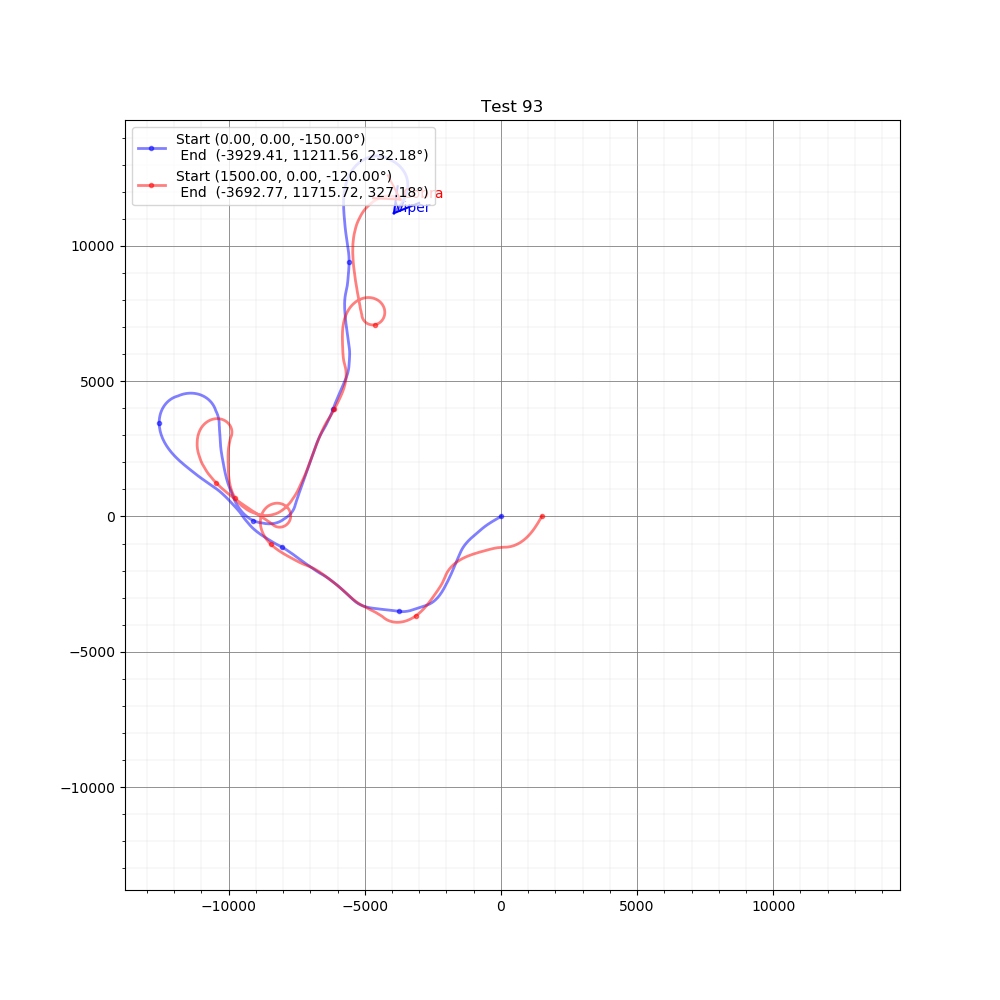 Test 93
Start (0.00, 0.00, -150.00°)
End (-3929.41, 11211.56, 232.18°)
Start (1500.00, 0.00, -120.00°)
End (-3692.77, 11715.72, 327.18°)
Viper
10000
5000
0
−5000
−10000
−10000
−5000
0
5000
10000